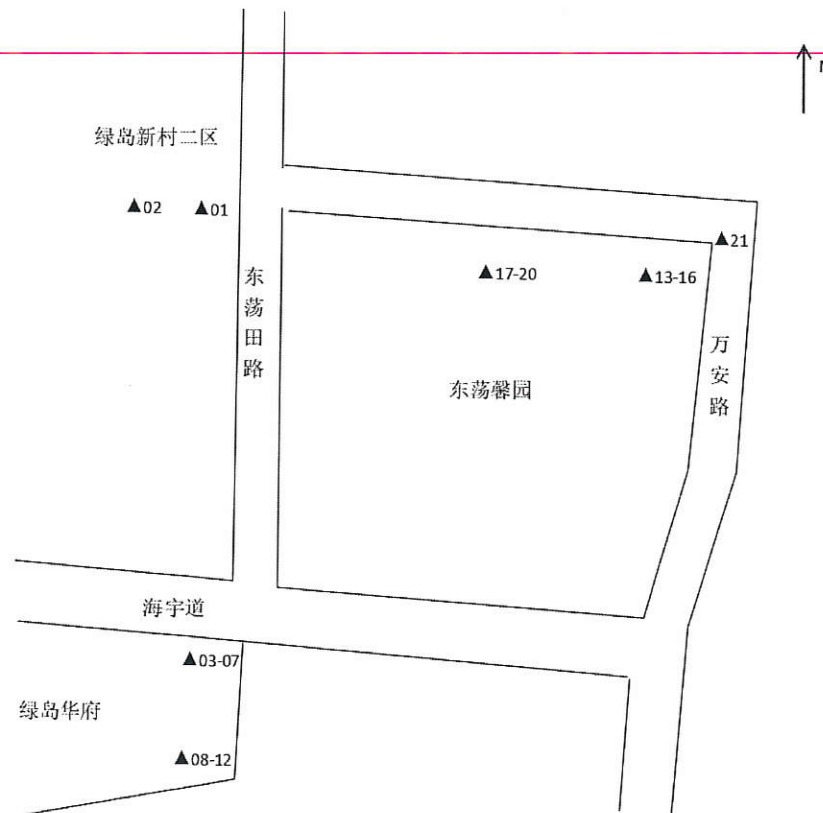 N
绿岛新村二区
▲02
▲01
▲21
▲17-20
▲13-16
东荡田路
万安路
东荡馨园
海宇道
▲03-07
绿岛华府
▲08-12